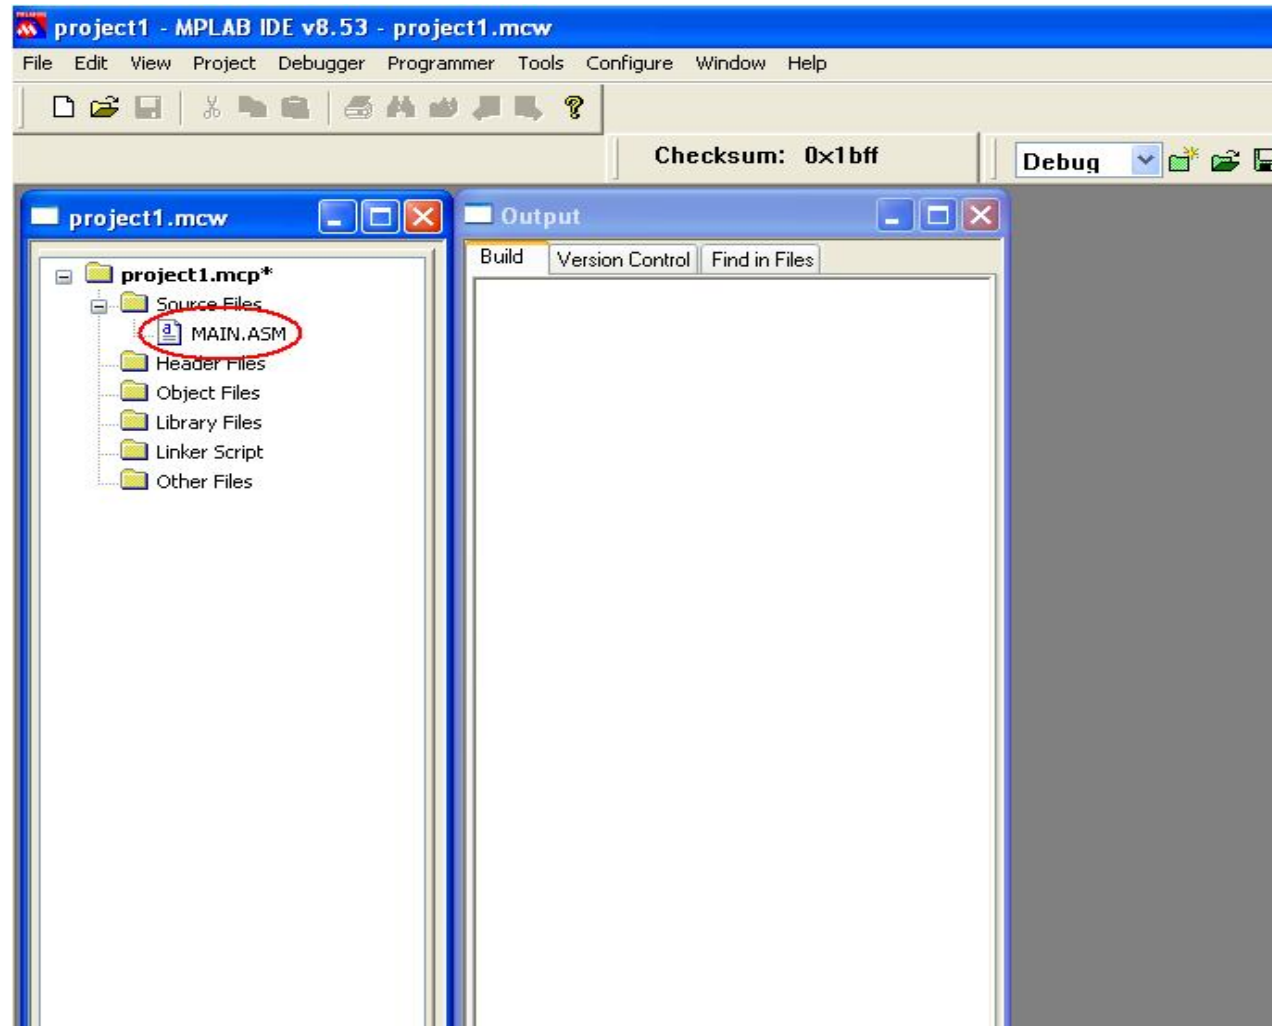 project1 - MPLAB IDE v8.53 - project1.mcw
File Edit View Project Debugger Programmer Tools Configure Window Help
Checksum: 0x1bff
Debug
project1.mcw
Output
Build Version Control Find in Files
project1.mcp*
Source Files
MAIN.ASM
Header Files
Object Files
Library Files
Linker Script
Other Files